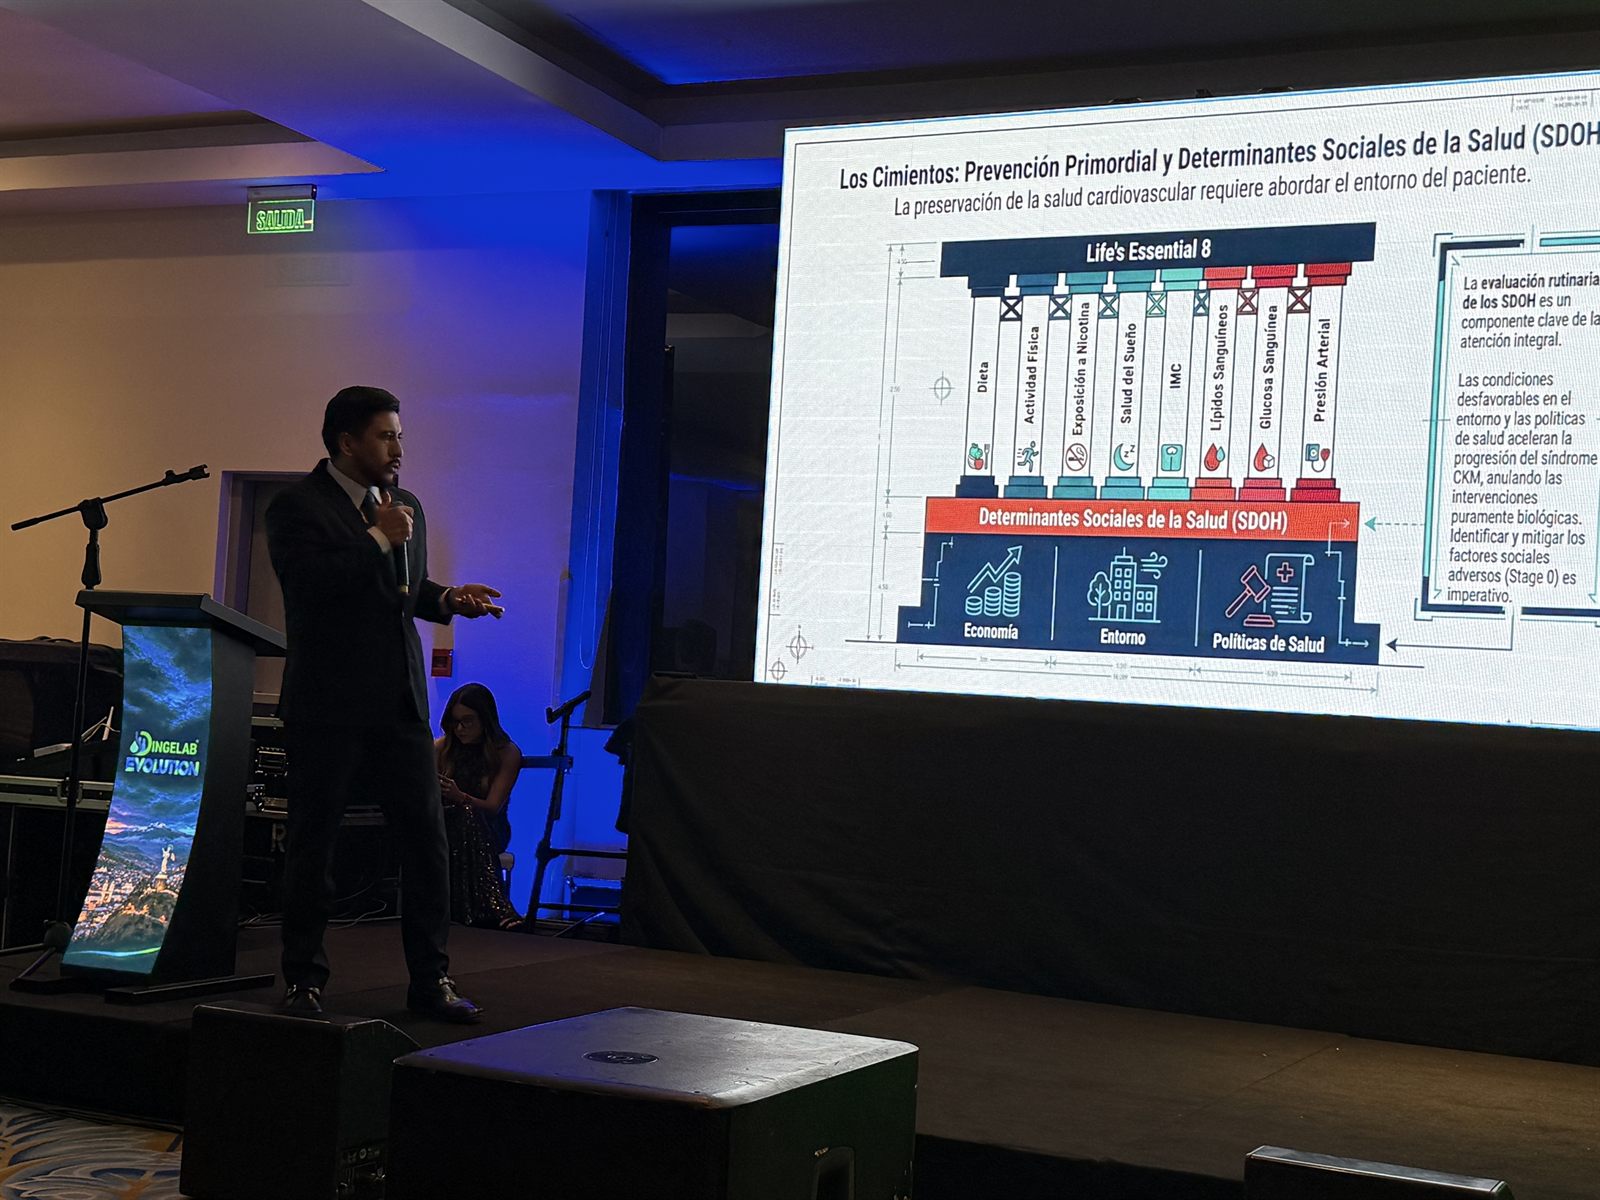 SALIDA
Los Cimientos: Prevención Primordial y Determinantes Sociales de la Salud (SDOH
La preservación de la salud cardiovascular requiere abordar el entorno del paciente.
Life's Essential 8
Dieta
Actividad Física
Exposición a Nicotina
Salud del Sueño
IMC
Lípidos Sanguíneos
Glucosa Sanguínea
Presión Arterial
Determinantes Sociales de la Salud (SDOH)
Economía
Entorno
Políticas de Salud
La evaluación rutinaria
de los SDOH es un
componente clave de la
atención integral.
Las condiciones
desfavorables en el
entorno y las políticas
de salud aceleran la
progresión del síndrome
CKM, anulando las
intervenciones
puramente biológicas.
Identificar y mitigar los
factores sociales
adversos (Stage 0) es
imperativo.
DINGELAB
EVOLUTION